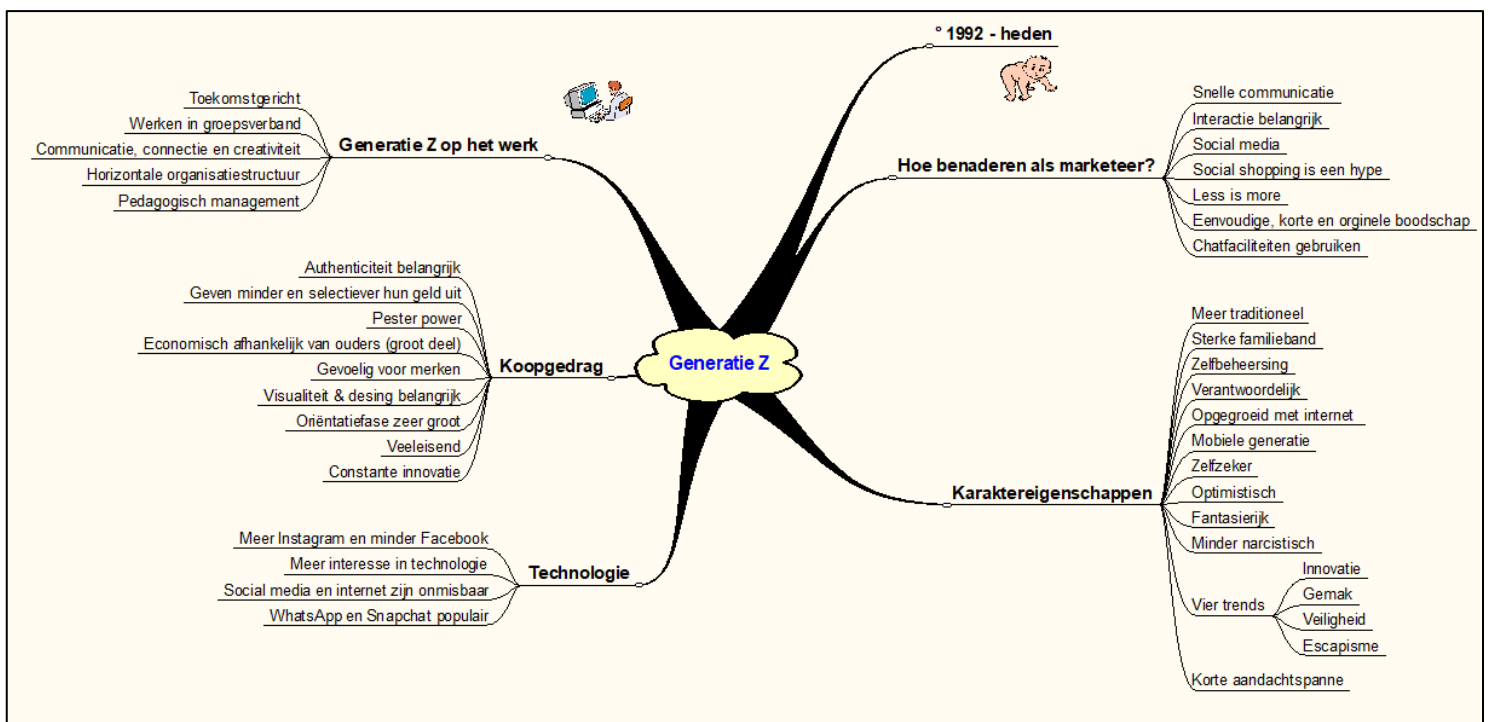 Generatie Z
° 1992 - heden
Hoe benaderen als marketeer?
Snelle communicatie
Interactie belangrijk
Social media
Social shopping is een hype
Less is more
Eenvoudige, korte en orginele boodschap
Chatfaciliteiten gebruiken
Karaktereigenschappen
Meer traditioneel
Sterke familieband
Zelfbeheersing
Verantwoordelijk
Opgegroeid met internet
Mobiele generatie
Zelfzeker
Optimistisch
Fantasierijk
Minder narcistisch
Vier trends
Innovatie
Gemak
Veiligheid
Escapisme
Korte aandachtspanne
Generatie Z op het werk
Toekomstgericht
Werken in groepsverband
Communicatie, connectie en creativiteit
Horizontale organisatiestructuur
Pedagogisch management
Koopgedrag
Authenticiteit belangrijk
Geven minder en selectiever hun geld uit
Pester power
Economisch afhankelijk van ouders (groot deel)
Gevoelig voor merken
Visualiteit & desing belangrijk
Oriëntatiefase zeer groot
Veeleisend
Constante innovatie
Technologie
Meer Instagram en minder Facebook
Meer interesse in technologie
Social media en internet zijn onmisbaar
WhatsApp en Snapchat populair